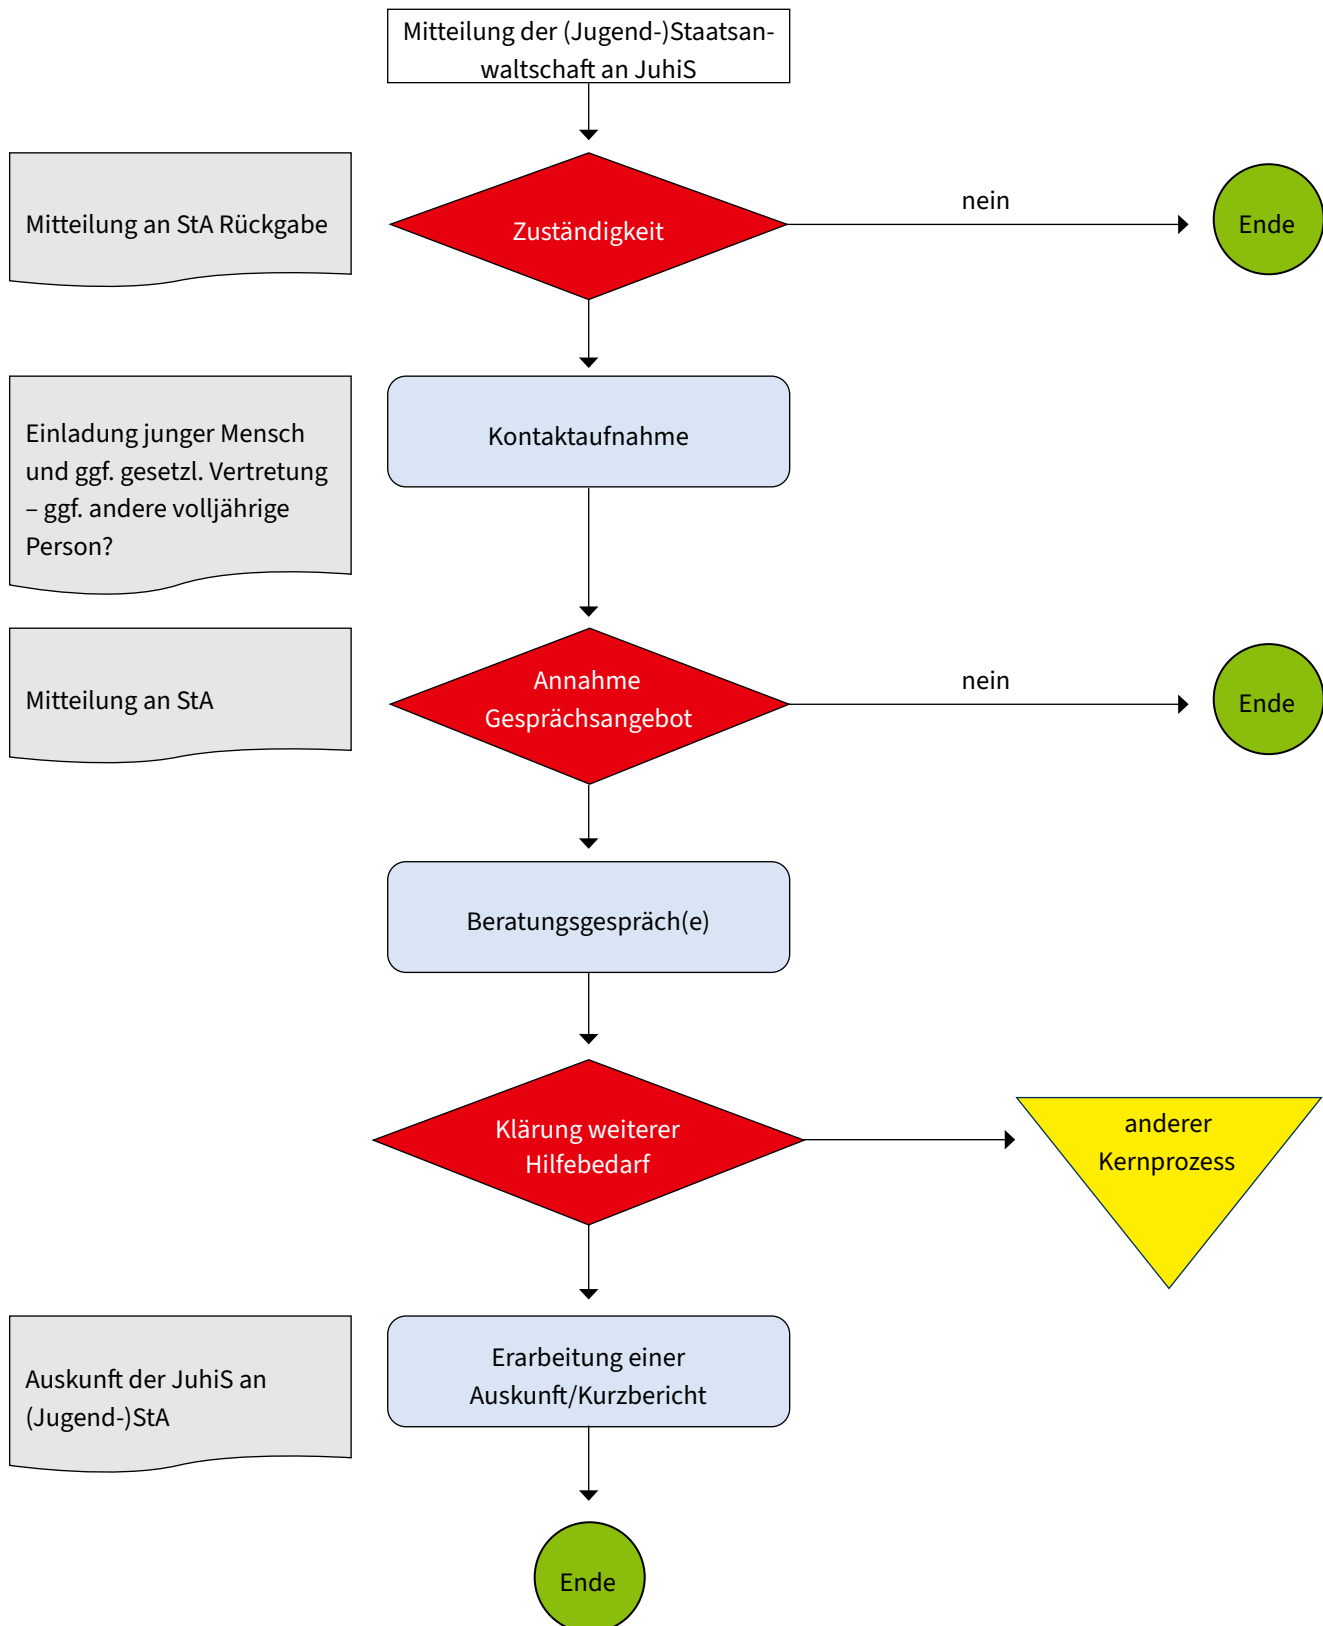 Mitteilung der (Jugend-)Staatsan-
waltschaft an JuhiS
Mitteilung an StA Rückgabe
Zuständigkeit
nein
Ende
Einladung junger Mensch
und ggf. gesetzl. Vertretung
– ggf. andere volljährige
Person?
Kontaktaufnahme
Mitteilung an StA
Annahme
Gesprächsangebot
nein
Ende
Beratungsgespräch(e)
Klärung weiterer
Hilfebedarf
anderer
Kernprozess
Auskunft der JuhiS an
(Jugend-)StA
Erarbeitung einer
Auskunft/Kurzbericht
Ende